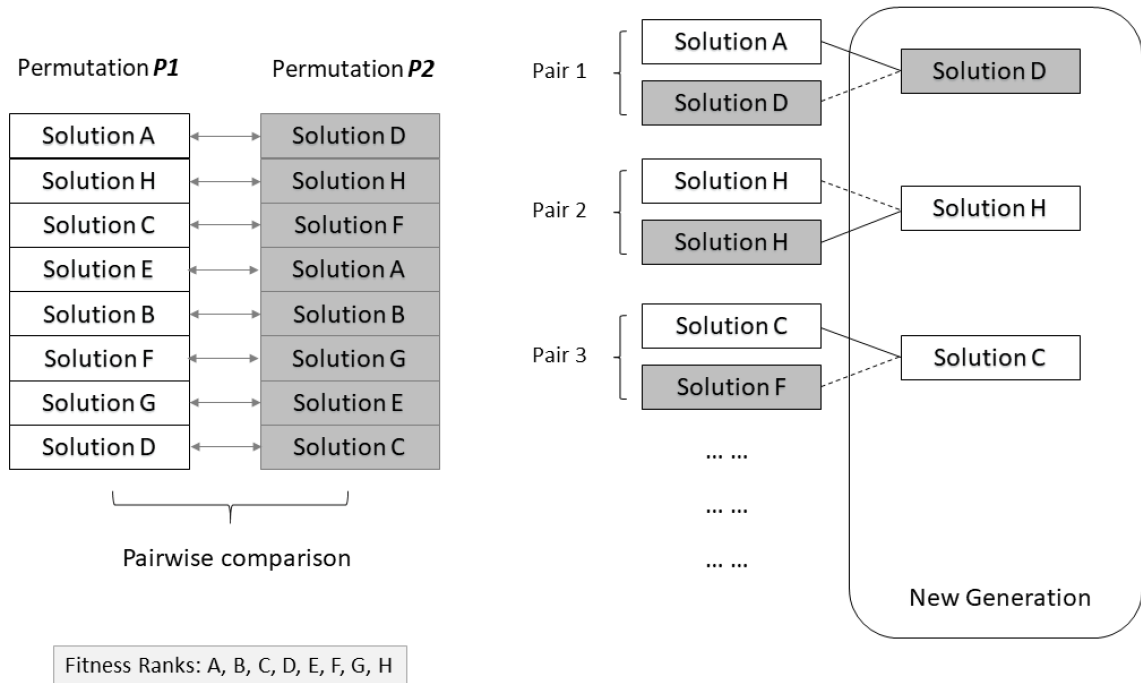 Permutation P1
Permutation P2
Solution A
Solution D
Solution H
Solution H
Solution C
Solution F
Solution E
Solution A
Solution B
Solution B
Solution F
Solution G
Solution G
Solution E
Solution D
Solution C
Pairwise comparison
Fitness Ranks: A, B, C, D, E, F, G, H
Pair 1
Solution A
Solution D
Solution D
Pair 2
Solution H
Solution H
Solution H
Pair 3
Solution C
Solution F
Solution C
... ...
... ...
... ...
New Generation